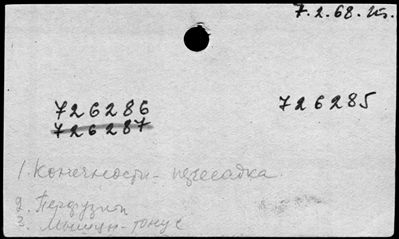 7.2.68.
726286 726285
726287
1. Конечности - пересадка.
2. Перфузия
3. Мышцы - тонус